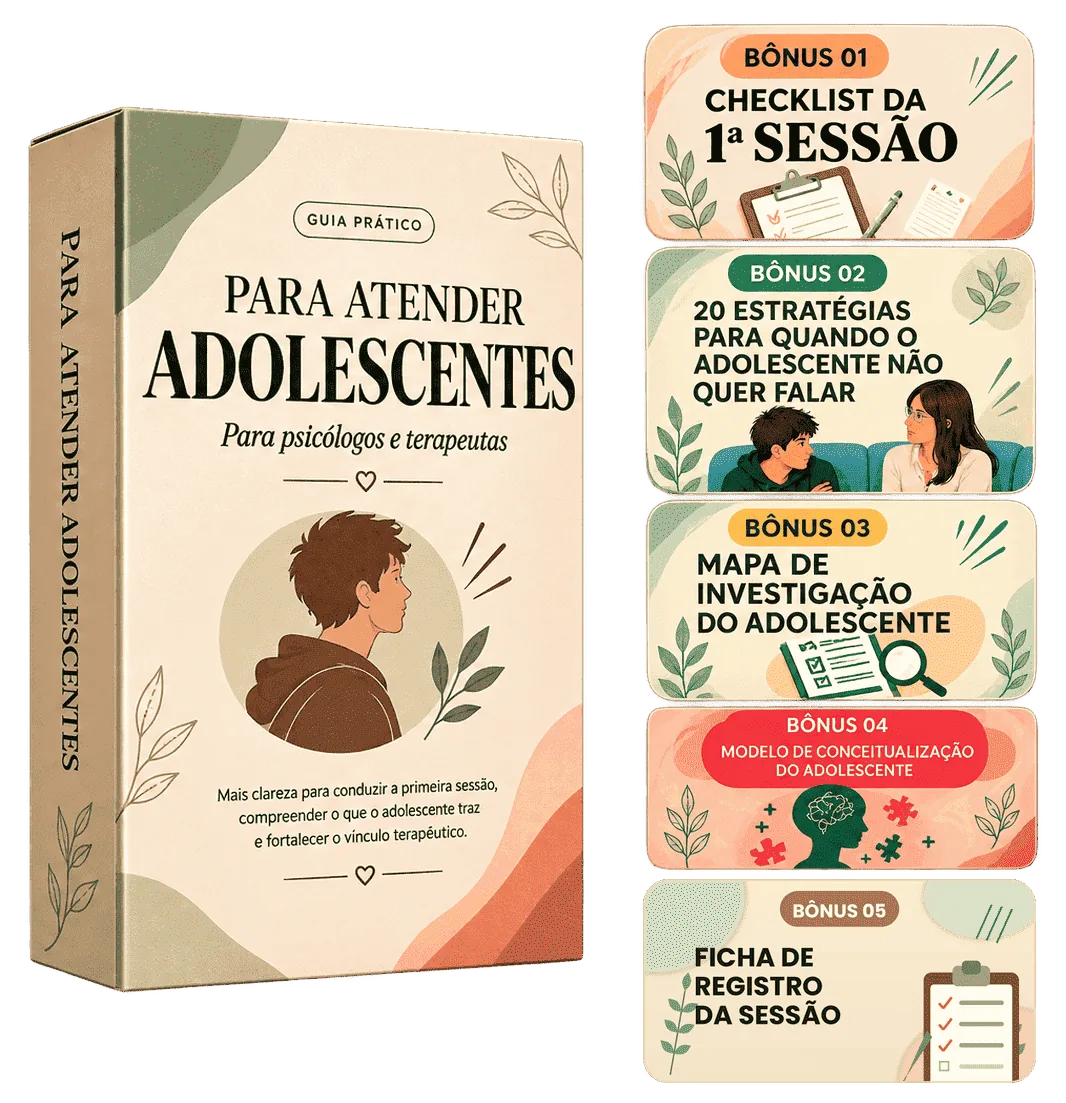 PARA ATENDER ADOLESCENTES
GUIA PRÁTICO
PARA ATENDER
ADOLESCENTES
Para psicólogos e terapeutas
Mais clareza para conduzir a primeira sessão,
compreender o que o adolescente traz
e fortalecer o vínculo terapêutico.
BÔNUS 01
CHECKLIST DA
1ª SESSÃO
BÔNUS 02
20 ESTRATÉGIAS
PARA QUANDO O
ADOLESCENTE NÃO
QUER FALAR
BÔNUS 03
MAPA DE
INVESTIGAÇÃO
DO ADOLESCENTE
BÔNUS 04
MODELO DE CONCEITUALIZAÇÃO
DO ADOLESCENTE
BÔNUS 05
FICHA DE
REGISTRO
DA SESSÃO